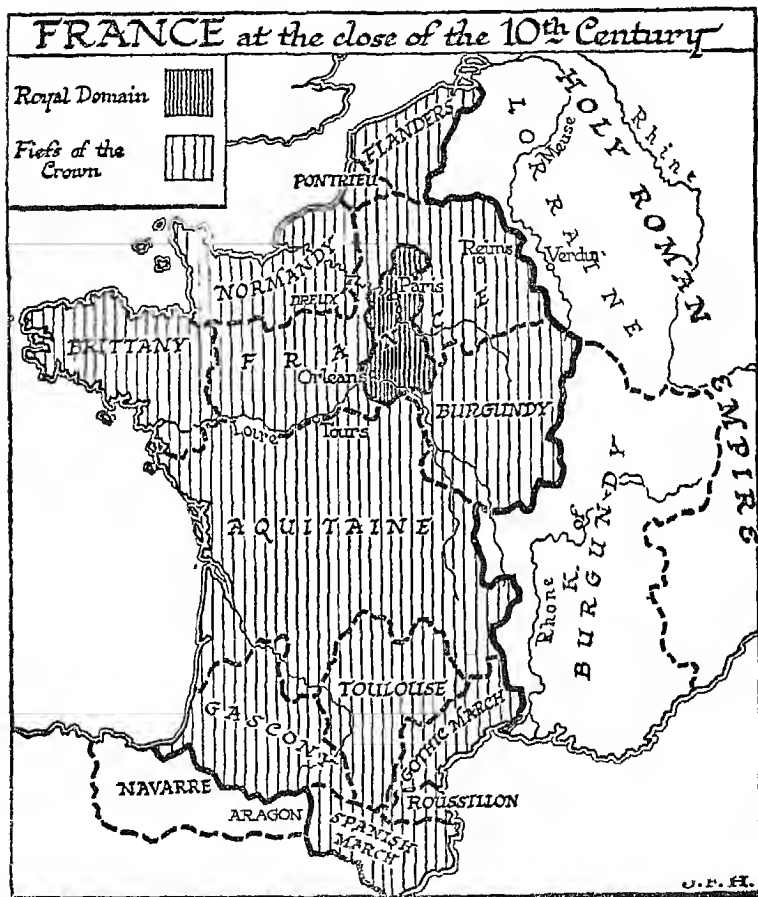 FRANCE at the close of the 10th Century
Royal Domain
Fiefs of the
Crown
HOLY ROMAN
EMPIRE
LORRAINE
Rhine
Meuse
FLANDERS
PONTRIEU
Reims
Verdun
NORMANDY
Paris
DREUX
BRITTANY
FRANCE
Orleans
BURGUNDY
Loire
Tours
AQUITAINE
K. of
BURGUNDY
Rhone
TOULOUSE
GASCONY
GOTHIC MARCH
NAVARRE
ARAGON
ROUSSILLON
SPANISH
MARCH
J.F.H.